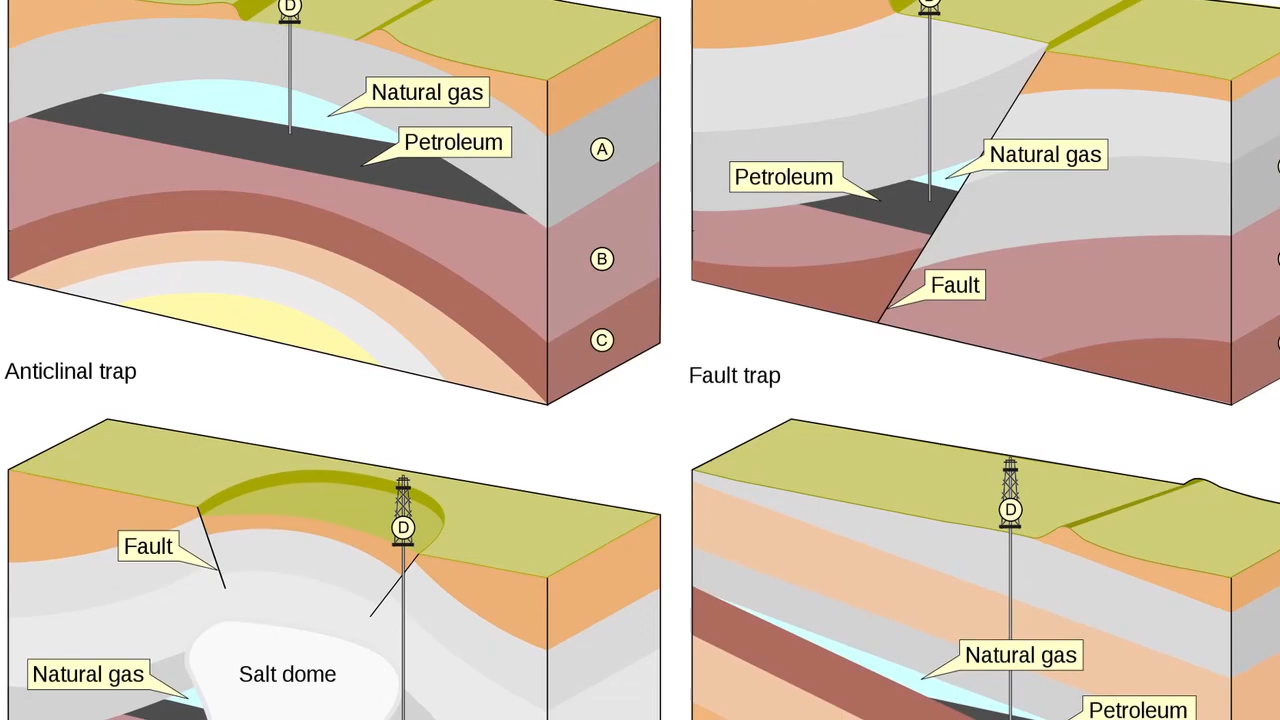 D
Natural gas
Petroleum
A
B
C
Anticlinal trap
Natural gas
Petroleum
Fault
Fault trap
D
Fault
Natural gas
Salt dome
D
Natural gas
Petroleum